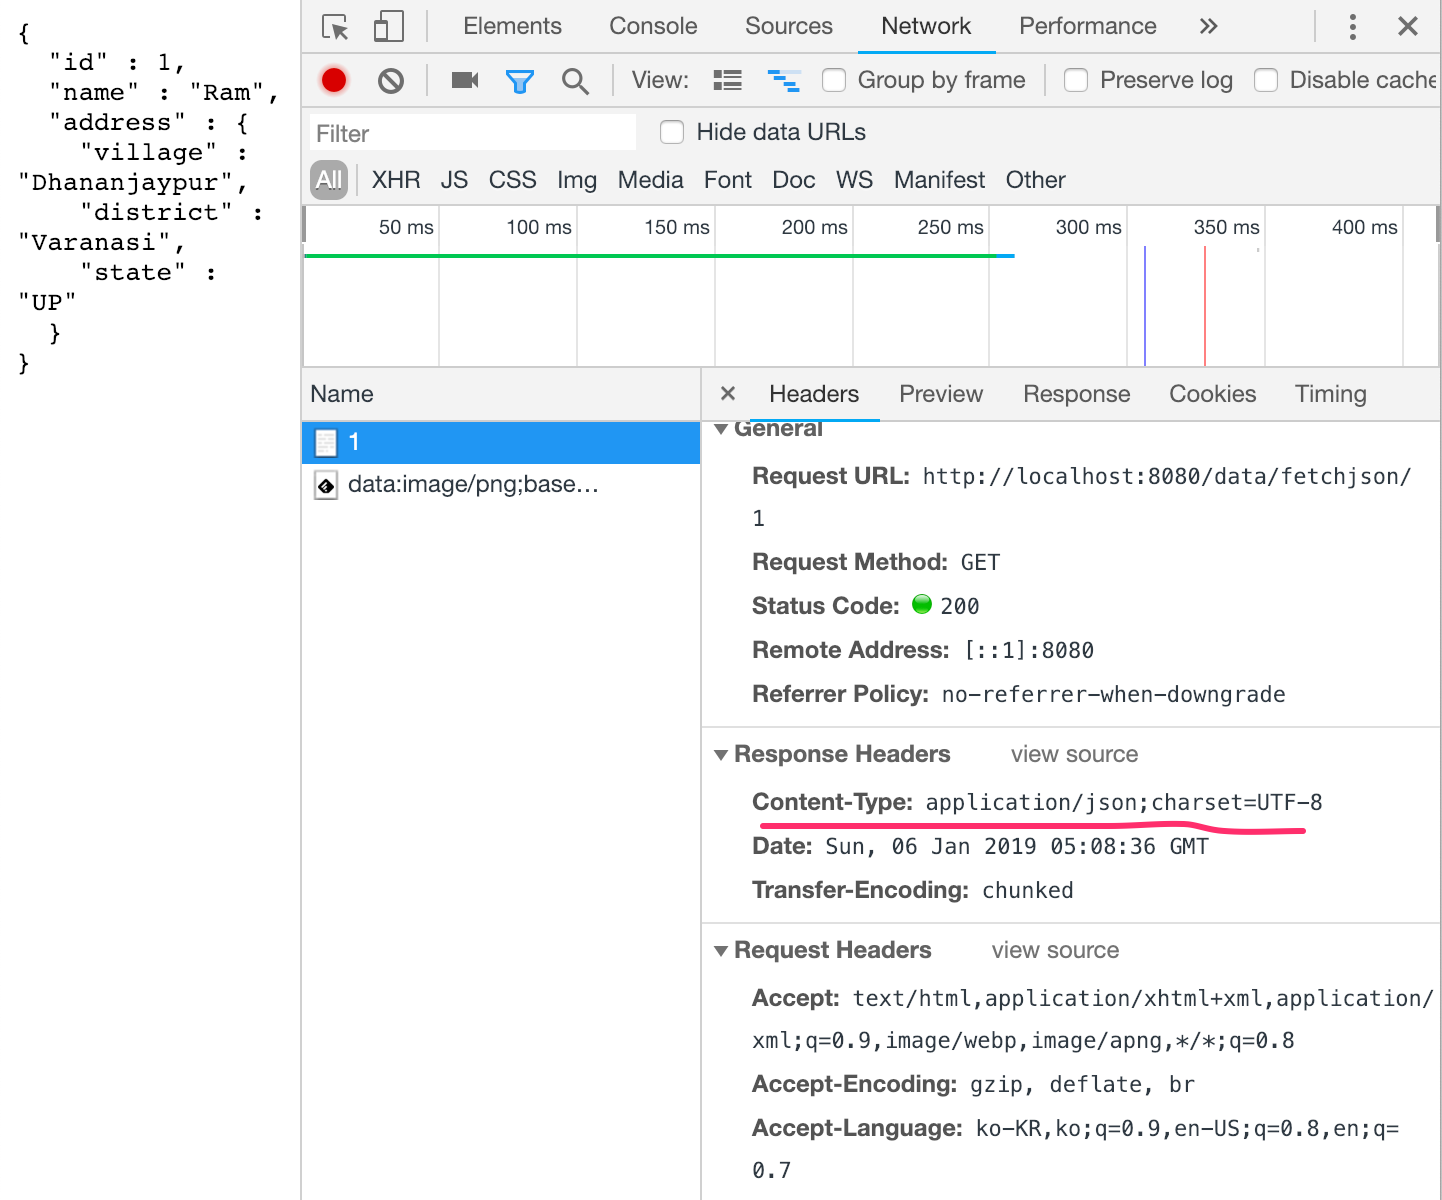 {
  "id" : 1,
  "name" : "Ram",
  "address" : {
    "village" :
"Dhananjaypur",
    "district" :
"Varanasi",
    "state" :
"UP"
  }
}
Elements Console Sources Network Performance »
View: Group by frame Preserve log Disable cache
Filter Hide data URLs
All XHR JS CSS Img Media Font Doc WS Manifest Other
50 ms 100 ms 150 ms 200 ms 250 ms 300 ms 350 ms 400 ms
Name
1
data:image/png;base…
× Headers Preview Response Cookies Timing
General
Request URL: http://localhost:8080/data/fetchjson/
1
Request Method: GET
Status Code: 200
Remote Address: [::1]:8080
Referrer Policy: no-referrer-when-downgrade
Response Headers view source
Content-Type: application/json;charset=UTF-8
Date: Sun, 06 Jan 2019 05:08:36 GMT
Transfer-Encoding: chunked
Request Headers view source
Accept: text/html,application/xhtml+xml,application/
xml;q=0.9,image/webp,image/apng,*/*;q=0.8
Accept-Encoding: gzip, deflate, br
Accept-Language: ko-KR,ko;q=0.9,en-US;q=0.8,en;q=
0.7